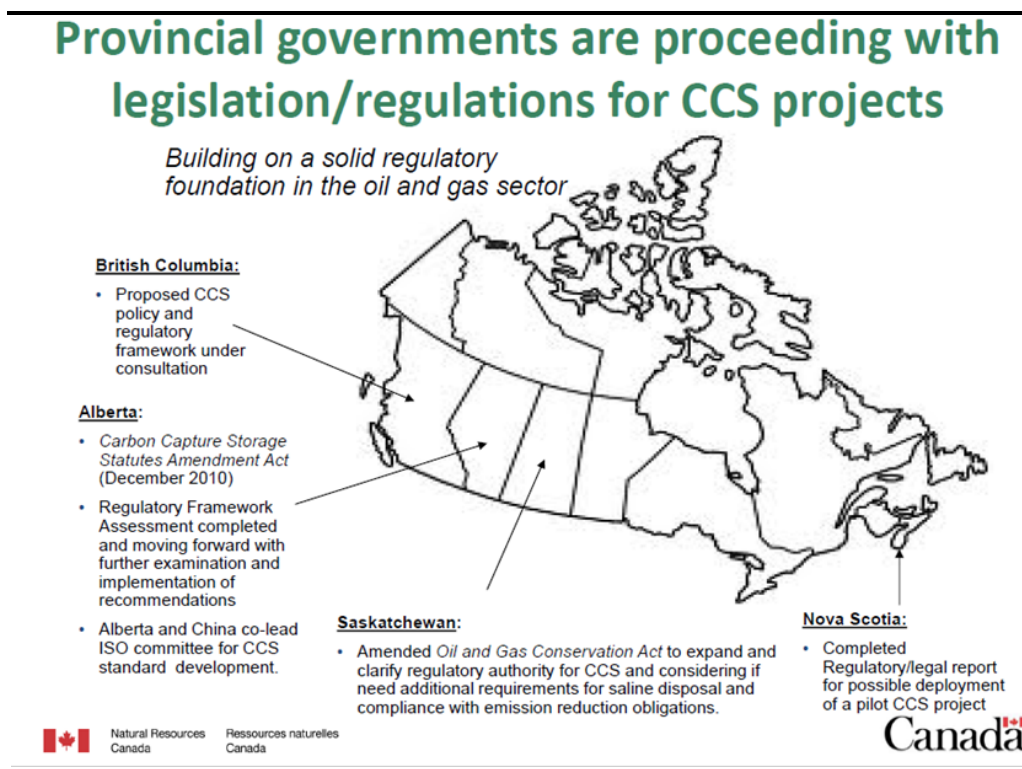 Provincial governments are proceeding with
legislation/regulations for CCS projects
Building on a solid regulatory
foundation in the oil and gas sector
British Columbia:
• Proposed CCS
policy and
regulatory
framework under
consultation
Alberta:
• Carbon Capture Storage
Statutes Amendment Act
(December 2010)
• Regulatory Framework
Assessment completed
and moving forward with
further examination and
implementation of
recommendations
• Alberta and China co-lead
ISO committee for CCS
standard development.
Saskatchewan:
• Amended Oil and Gas Conservation Act to expand and
clarify regulatory authority for CCS and considering if
need additional requirements for saline disposal and
compliance with emission reduction obligations.
Nova Scotia:
• Completed
Regulatory/legal report
for possible deployment
of a pilot CCS project
Natural Resources
Canada
Ressources naturelles
Canada
Canada